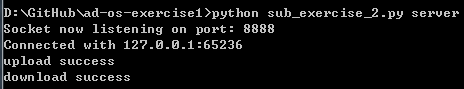 D:\GitHub\ad-os-exercise1>python sub_exercise_2.py server
Socket now listening on port: 8888
Connected with 127.0.0.1:65236
upload success
download success